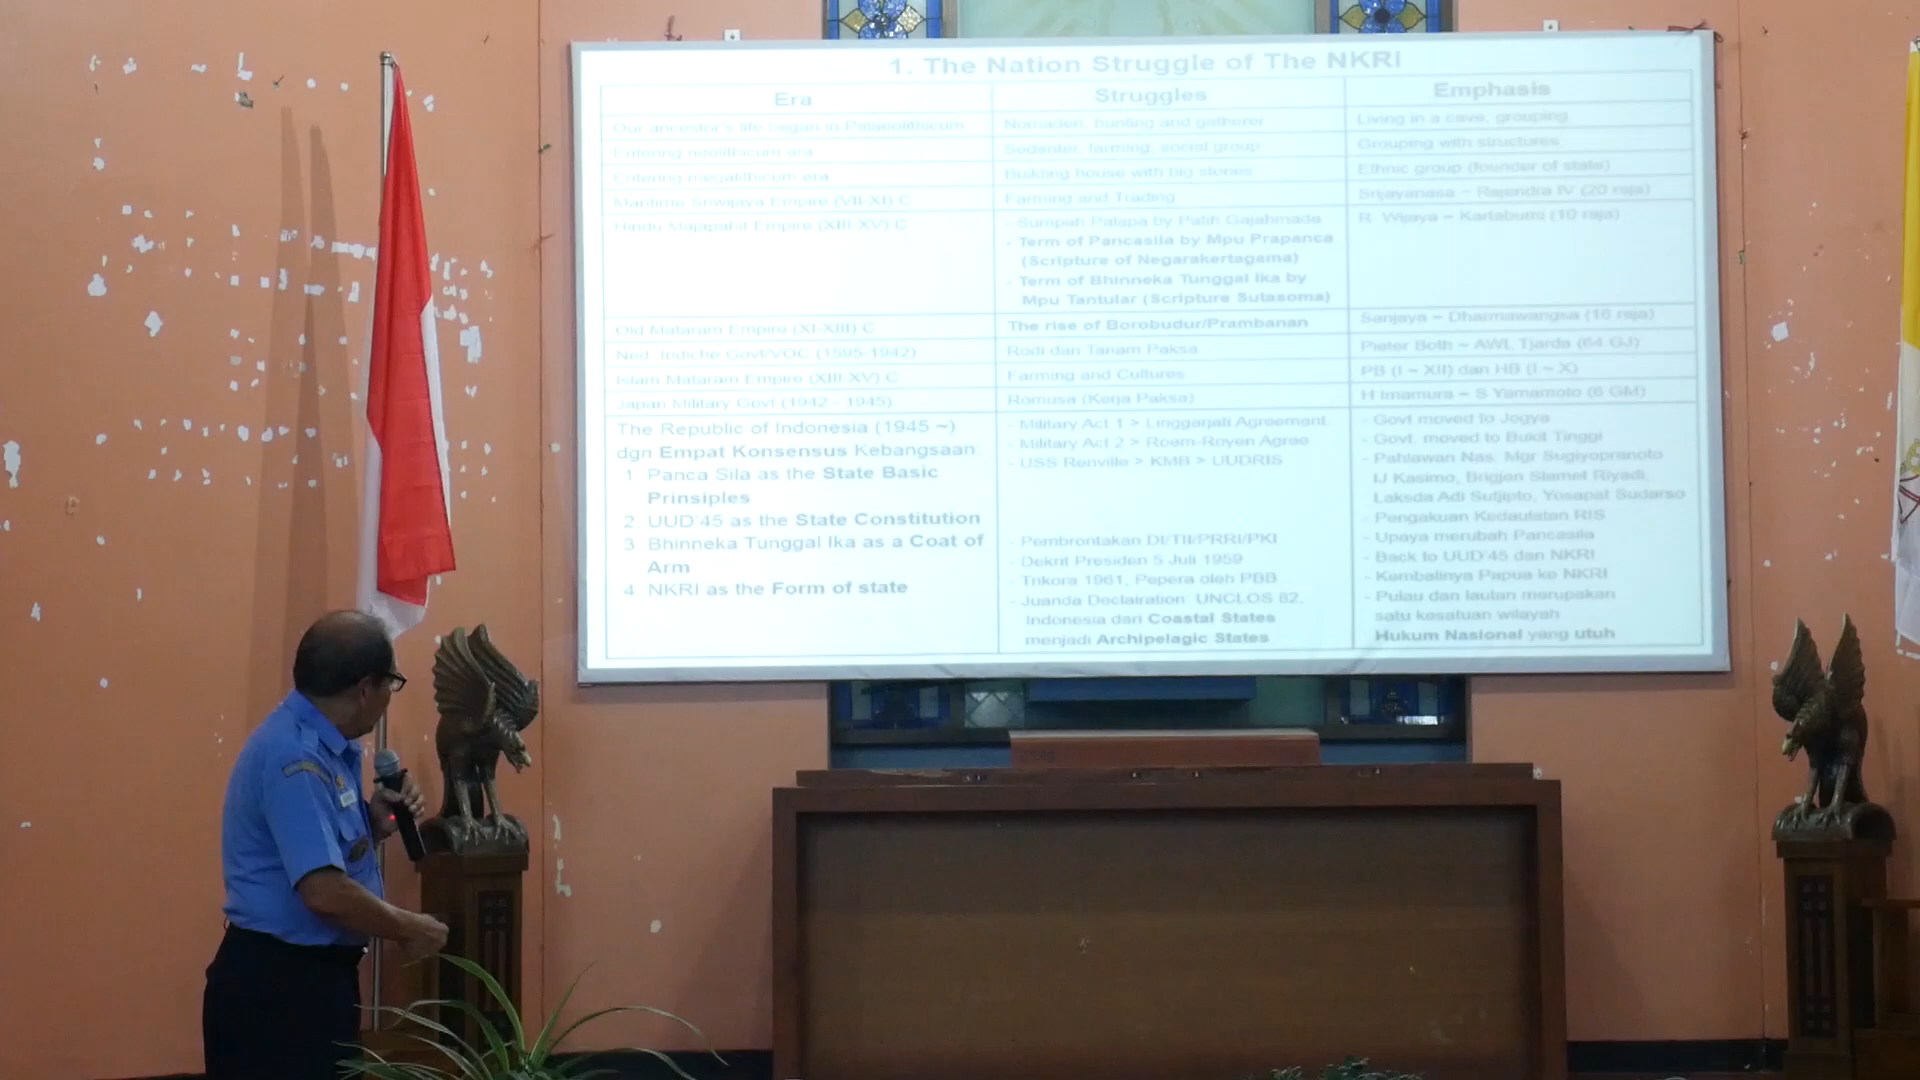 1. The Nation Struggle of The NKRI
Era
Struggles
Emphasis
Our ancestor's life began in Palaeolithicum
Nomaden, hunting and gatherer
Living in a cave, grouping
Entering neolithicum era
Sedenter, farming, social group
Grouping with structures
Entering megalithicum era
Building house with big stones
Ethnic group (founder of state)
Maritime Sriwijaya Empire (VII-XI) C
Farming and Trading
Srijayanasa ~ Rajendra IV (20 raja)
Hindu Majapahit Empire (XIII-XV) C
- Sumpah Palapa by Patih Gajahmada
- Term of Pancasila by Mpu Prapanca
(Scripture of Negarakertagama)
- Term of Bhinneka Tunggal Ika by
Mpu Tantular (Scripture Sutasoma)
R. Wijaya ~ Kartabumi (10 raja)
Old Mataram Empire (XI-XIII) C
The rise of Borobudur/Prambanan
Sanjaya ~ Dharmawangsa (16 raja)
Ned. Indiche Govt/VOC (1595-1942)
Rodi dan Tanam Paksa
Pieter Both ~ AWL Tjarda (64 GJ)
Islam Mataram Empire (XIII-XV) C
Farming and Cultures
PB (I ~ XII) dan HB (I ~ X)
Japan Military Govt (1942 - 1945)
Romusa (Kerja Paksa)
H Imamura ~ S Yamamoto (6 GM)
The Republic of Indonesia (1945 ~)
dgn Empat Konsensus Kebangsaan:
1. Panca Sila as the State Basic
Prinsiples
2. UUD'45 as the State Constitution
3. Bhinneka Tunggal Ika as a Coat of
Arm
4. NKRI as the Form of state
- Military Act 1 > Linggarjati Agreement
- Military Act 2 > Roem-Royen Agree
- USS Renville > KMB > UUDRIS
- Pembrontakan DI/TII/PRRI/PKI
- Dekrit Presiden 5 Juli 1959
- Trikora 1961, Pepera oleh PBB
- Juanda Declairation: UNCLOS 82,
Indonesia dari Coastal States
menjadi Archipelagic States
- Govt moved to Jogya
- Govt. moved to Bukit Tinggi
- Pahlawan Nas. Mgr Sugiyopranoto
IJ Kasimo, Brigjen Slamet Riyadi,
Laksda Adi Sutjipto, Yosapat Sudarso
- Pengakuan Kedaulatan RIS
- Upaya merubah Pancasila
- Back to UUD'45 dan NKRI
- Kembalinya Papua ke NKRI
- Pulau dan lautan merupakan
satu kesatuan wilayah
Hukum Nasional yang utuh